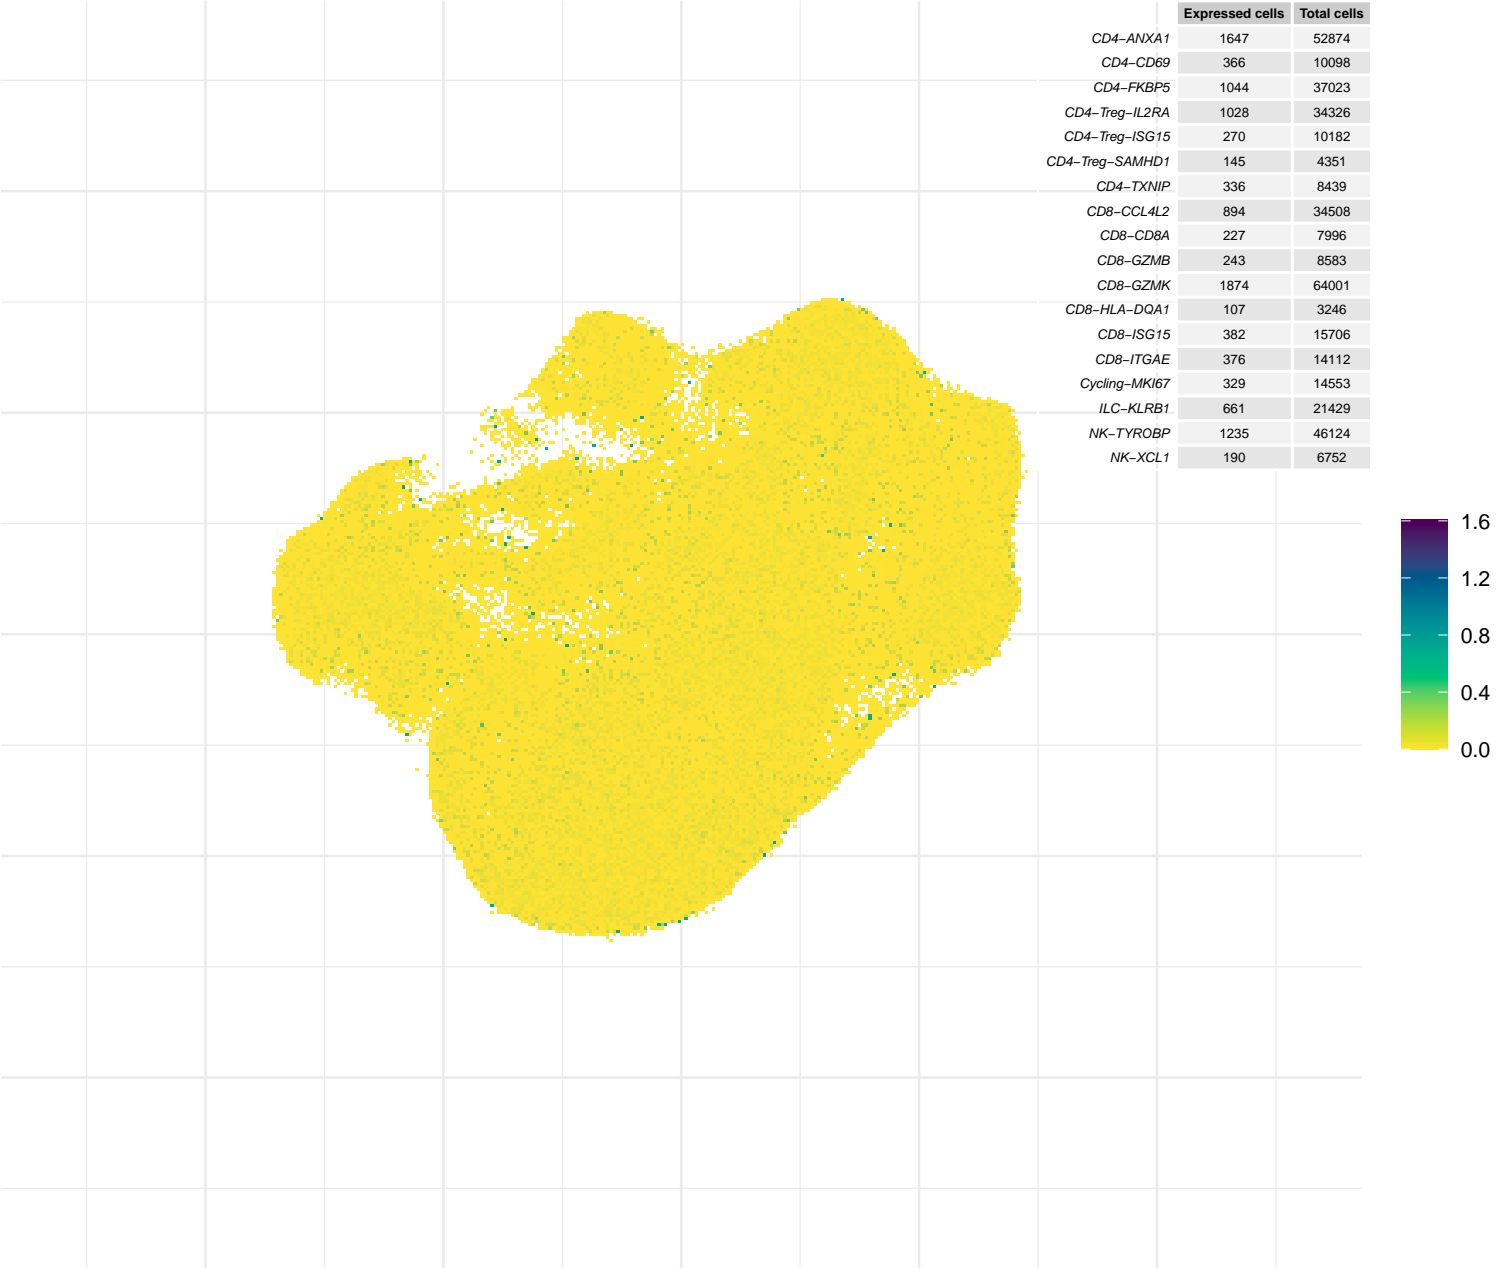 Expressed cells Total cells
CD4−ANXA1 1647 52874
CD4−CD69 366 10098
CD4−FKBP5 1044 37023
CD4−Treg−IL2RA 1028 34326
CD4−Treg−ISG15 270 10182
CD4−Treg−SAMHD1 145 4351
CD4−TXNIP 336 8439
CD8−CCL4L2 894 34508
CD8−CD8A 227 7996
CD8−GZMB 243 8583
CD8−GZMK 1874 64001
CD8−HLA−DQA1 107 3246
CD8−ISG15 382 15706
CD8−ITGAE 376 14112
Cycling−MKI67 329 14553
ILC−KLRB1 661 21429
NK−TYROBP 1235 46124
NK−XCL1 190 6752
1.6
1.2
0.8
0.4
0.0